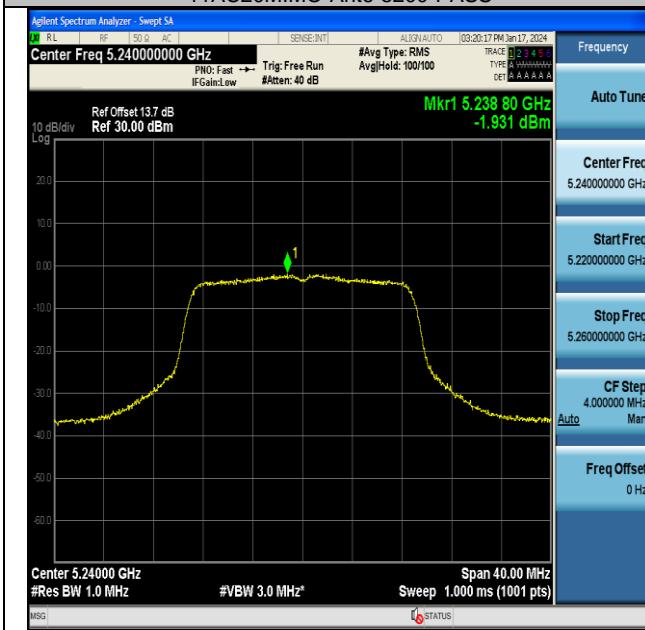 Agilent Spectrum Analyzer - Swept SA
RL RF 50 Ω AC SENSE:INT ALIGN AUTO 03:20:17 PM Jan 17, 2024
Center Freq 5.240000000 GHz
PNO: Fast
IFGain:Low
Trig: Free Run
#Atten: 40 dB
#Avg Type: RMS
Avg|Hold: 100/100
TRACE 1 2 3 4 5 6
TYPE A
DET A A A A A A
Frequency
Mkr1 5.238 80 GHz
-1.931 dBm
Ref Offset 13.7 dB
10 dB/div Ref 30.00 dBm
Log
20.0
10.0
0.00
-10.0
-20.0
-30.0
-40.0
-50.0
-60.0
1
Center 5.24000 GHz Span 40.00 MHz
#Res BW 1.0 MHz #VBW 3.0 MHz* Sweep 1.000 ms (1001 pts)
MSG STATUS
Auto Tune
Center Freq
5.240000000 GHz
Start Freq
5.220000000 GHz
Stop Freq
5.260000000 GHz
CF Step
4.000000 MHz
Auto Man
Freq Offset
0 Hz